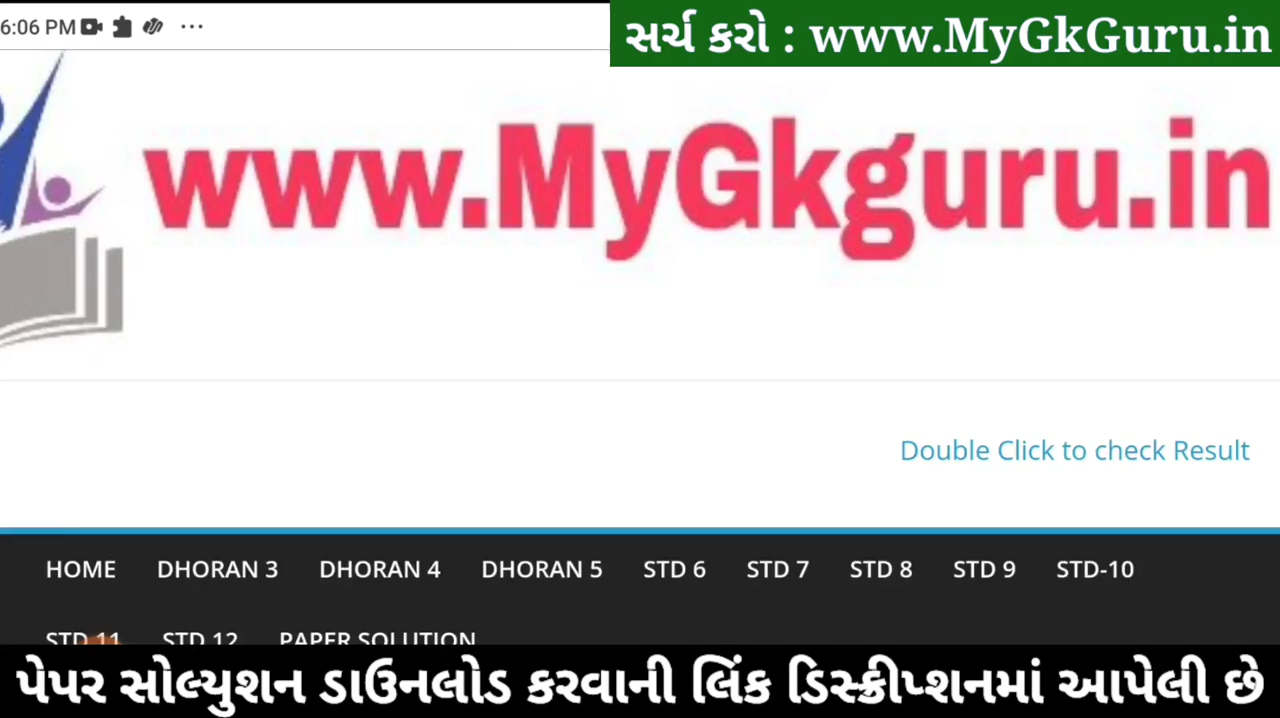 6:06 PM
સર્ચ કરો : www.MyGkGuru.in
www.MyGkguru.in
Double Click to check Result
HOME DHORAN 3 DHORAN 4 DHORAN 5 STD 6 STD 7 STD 8 STD 9 STD-10
STD 11 STD 12 PAPER SOLUTION
પેપર સોલ્યુશન ડાઉનલોડ કરવાની લિંક ડિસ્ક્રીપ્શનમાં આપેલી છે